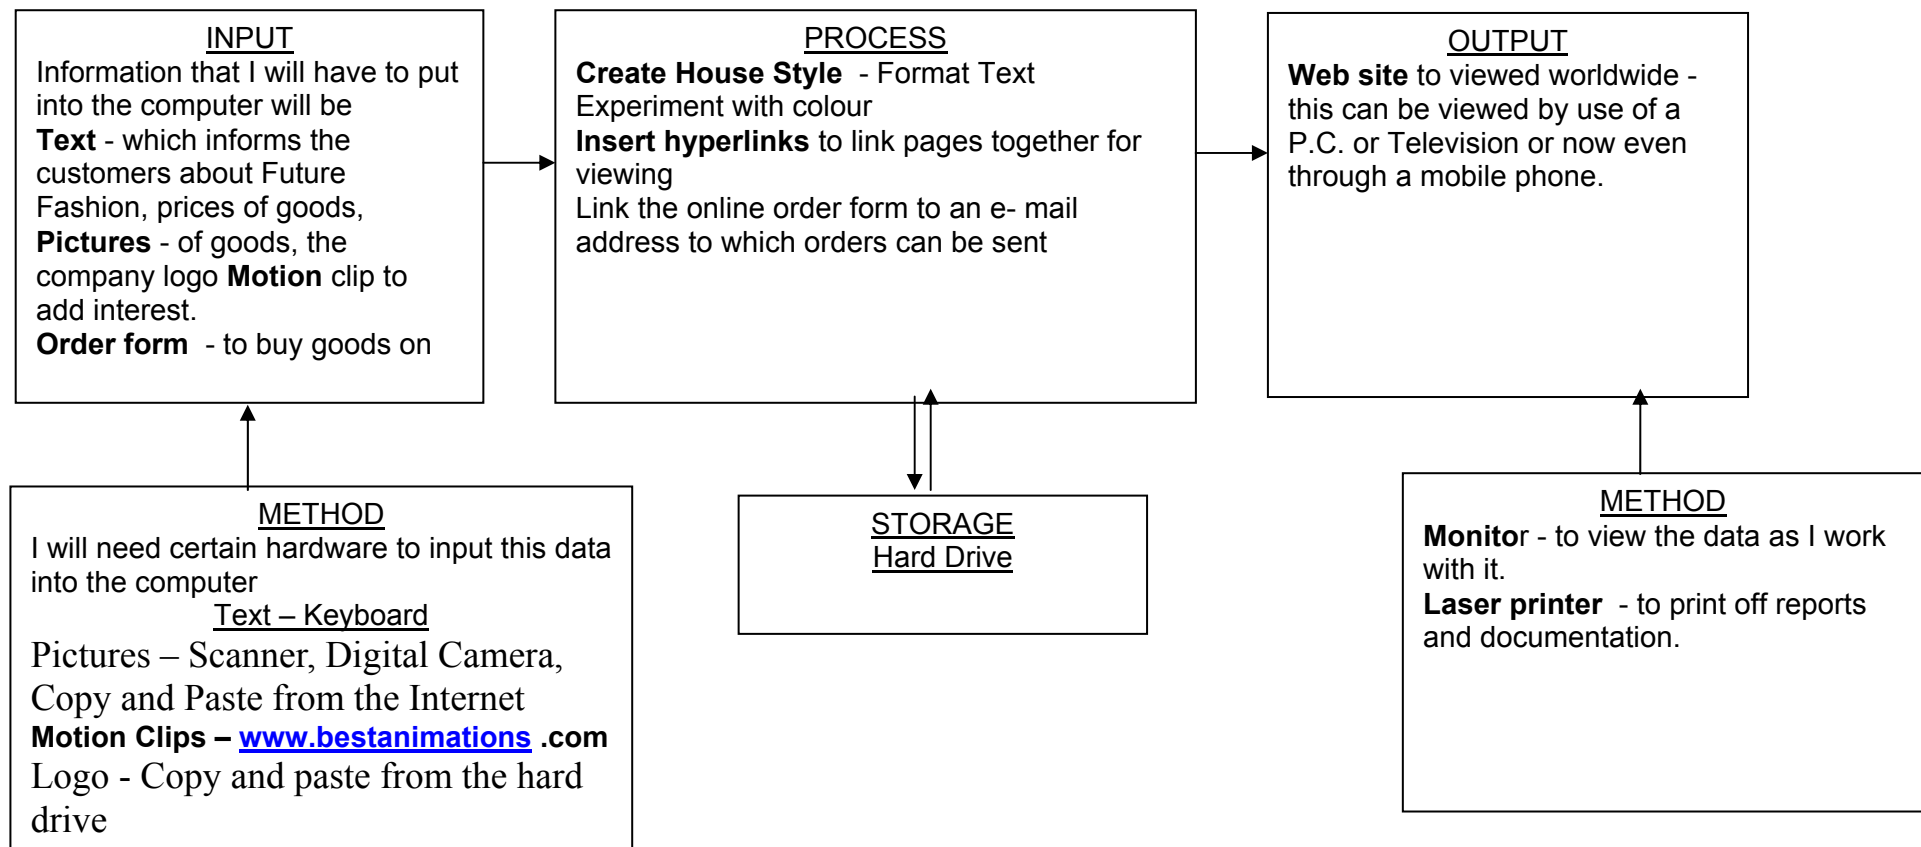 INPUT
Information that I will have to put
into the computer will be
Text - which informs the
customers about Future
Fashion, prices of goods,
Pictures - of goods, the
company logo Motion clip to
add interest.
Order form - to buy goods on
PROCESS
Create House Style - Format Text
Experiment with colour
Insert hyperlinks to link pages together for
viewing
Link the online order form to an e- mail
address to which orders can be sent
OUTPUT
Web site to viewed worldwide -
this can be viewed by use of a
P.C. or Television or now even
through a mobile phone.
METHOD
I will need certain hardware to input this data
into the computer
Text – Keyboard
Pictures – Scanner, Digital Camera,
Copy and Paste from the Internet
Motion Clips – www.bestanimations .com
Logo - Copy and paste from the hard
drive
STORAGE
Hard Drive
METHOD
Monitor - to view the data as I work
with it.
Laser printer - to print off reports
and documentation.